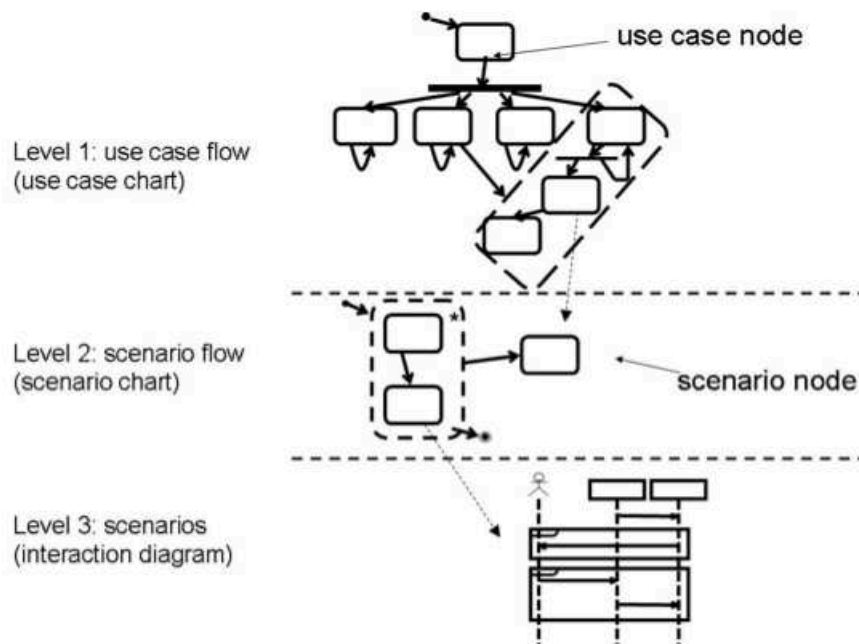 use case node
Level 1: use case flow
(use case chart)
*
Level 2: scenario flow
(scenario chart)
scenario node
Level 3: scenarios
(interaction diagram)